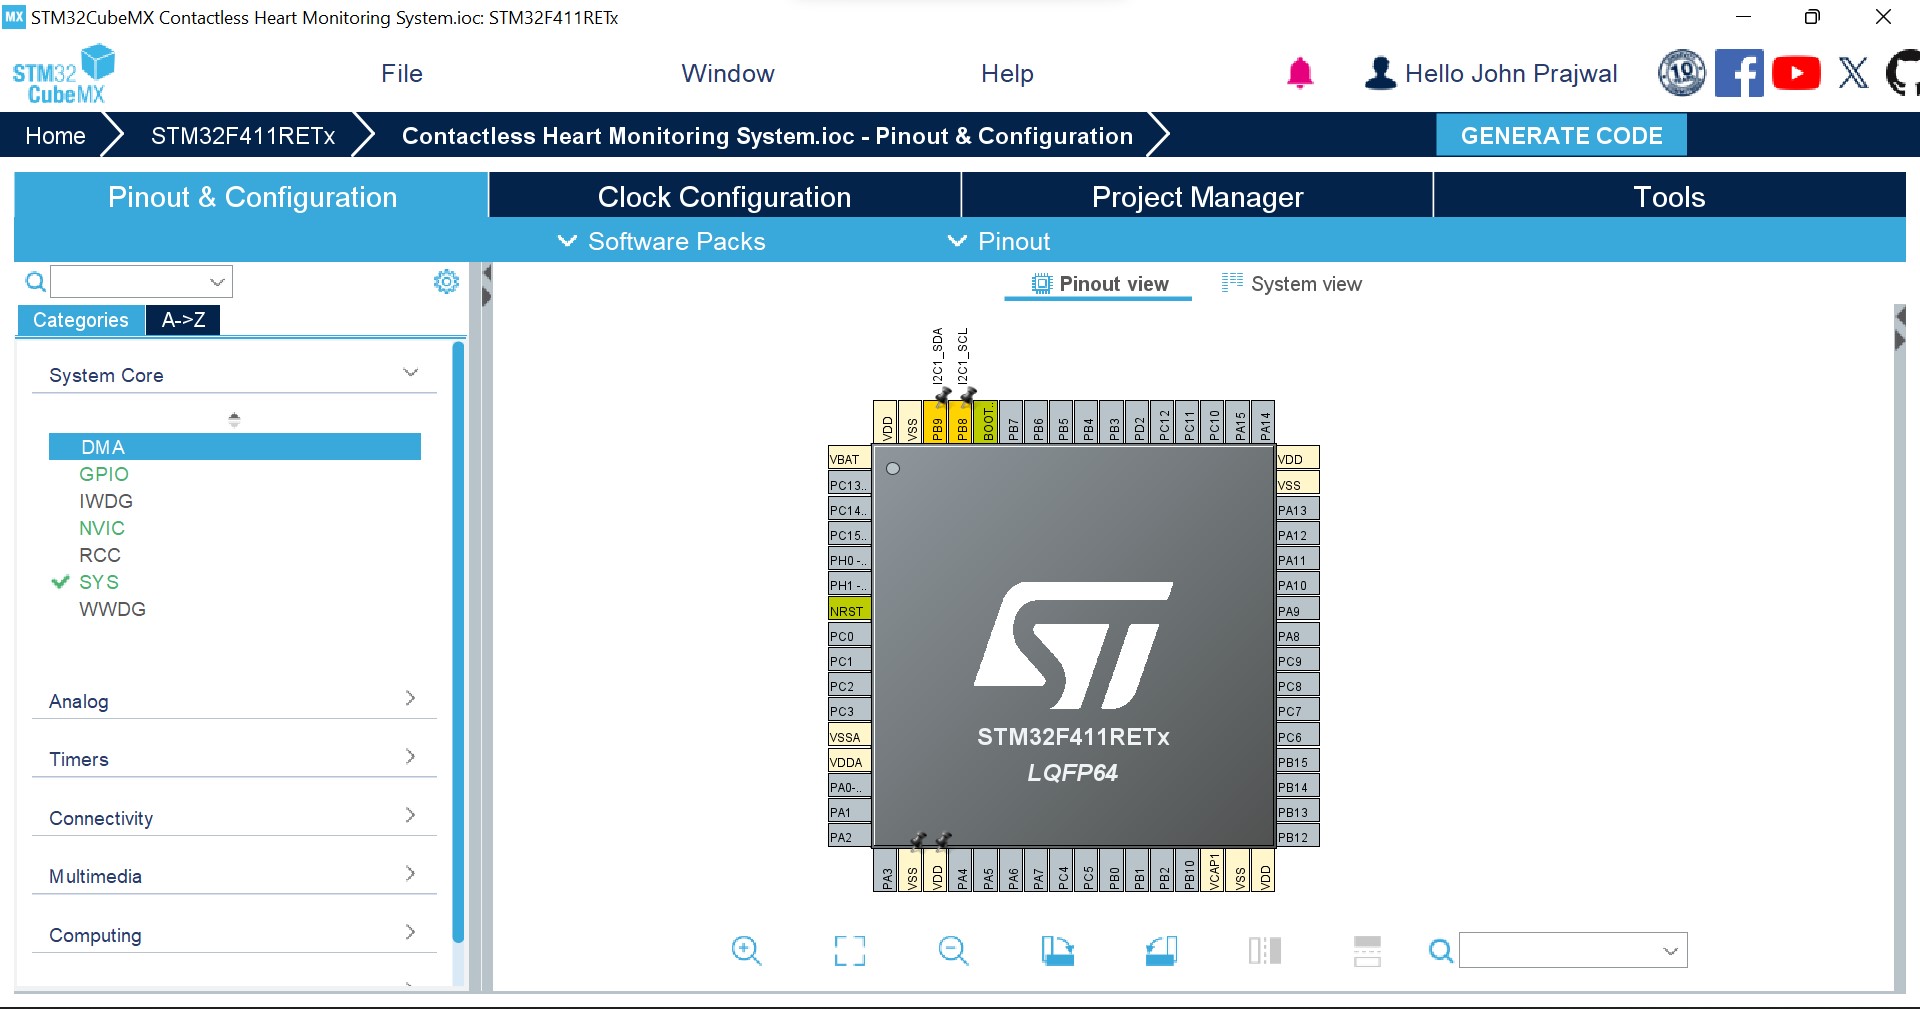 MX STM32CubeMX Contactless Heart Monitoring System.ioc: STM32F411RETx
STM32
CubeMX
File
Window
Help
Hello John Prajwal
10
Home
STM32F411RETx
Contactless Heart Monitoring System.ioc - Pinout & Configuration
GENERATE CODE
Pinout & Configuration
Clock Configuration
Project Manager
Tools
Software Packs
Pinout
Pinout view
System view
Categories
A->Z
System Core
DMA
GPIO
IWDG
NVIC
RCC
SYS
WWDG
Analog
Timers
Connectivity
Multimedia
Computing
I2C1_SDA
I2C1_SCL
VDD
VSS
PB9
PB8
BOOT..
PB7
PB6
PB5
PB4
PB3
PD2
PC12
PC11
PC10
PA15
PA14
VBAT
PC13..
PC14..
PC15..
PH0 -..
PH1 -..
NRST
PC0
PC1
PC2
PC3
VSSA
VDDA
PA0-..
PA1
PA2
ST
STM32F411RETx
LQFP64
VDD
VSS
PA13
PA12
PA11
PA10
PA9
PA8
PC9
PC8
PC7
PC6
PB15
PB14
PB13
PB12
PA3
VSS
VDD
PA4
PA5
PA6
PA7
PC4
PC5
PB0
PB1
PB2
PB10
VCAP1
VSS
VDD